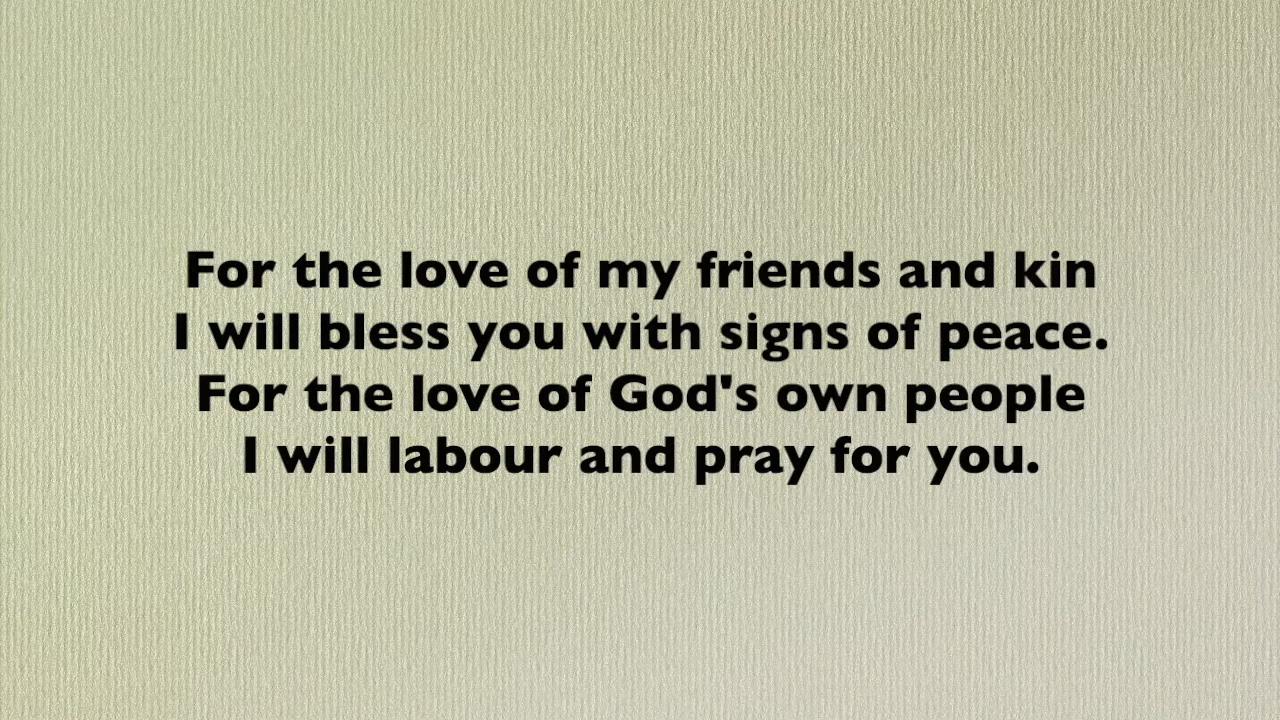 For the love of my friends and kin
I will bless you with signs of peace.
For the love of God's own people
I will labour and pray for you.